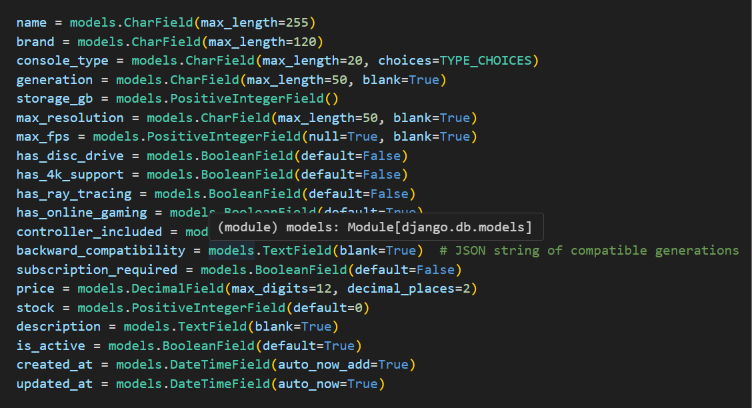 name = models.CharField(max_length=255)
brand = models.CharField(max_length=120)
console_type = models.CharField(max_length=20, choices=TYPE_CHOICES)
generation = models.CharField(max_length=50, blank=True)
storage_gb = models.PositiveIntegerField()
max_resolution = models.CharField(max_length=50, blank=True)
max_fps = models.PositiveIntegerField(null=True, blank=True)
has_disc_drive = models.BooleanField(default=False)
has_4k_support = models.BooleanField(default=False)
has_ray_tracing = models.BooleanField(default=False)
has_online_gaming = models.BooleanField(default=False)
controller_included = mod
(module) models: Module[django.db.models]
backward_compatibility = models.TextField(blank=True)  # JSON string of compatible generations
subscription_required = models.BooleanField(default=False)
price = models.DecimalField(max_digits=12, decimal_places=2)
stock = models.PositiveIntegerField(default=0)
description = models.TextField(blank=True)
is_active = models.BooleanField(default=True)
created_at = models.DateTimeField(auto_now_add=True)
updated_at = models.DateTimeField(auto_now=True)